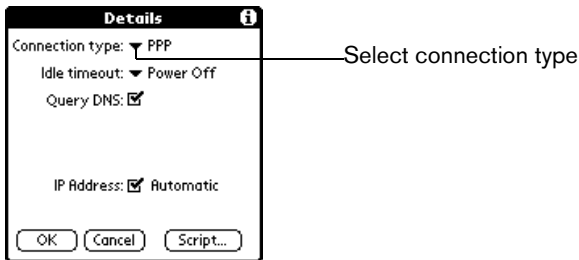 Details
Connection type: PPP
Select connection type
Idle timeout: Power Off
Query DNS:
IP Address: Automatic
OK Cancel Script...